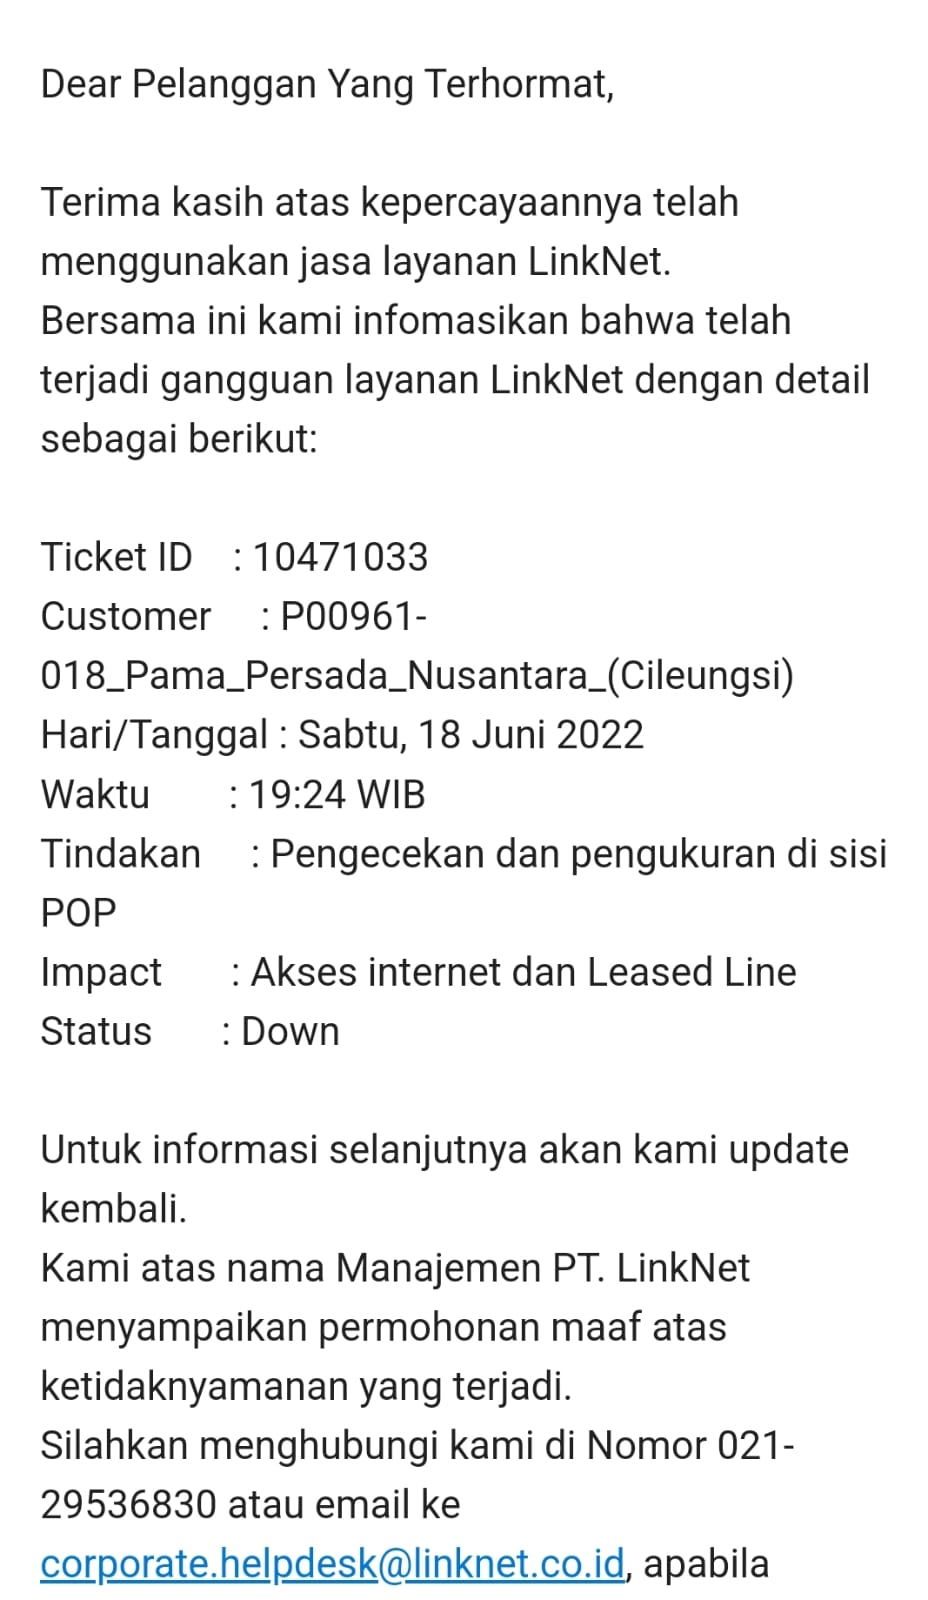 Dear Pelanggan Yang Terhormat,
Terima kasih atas kepercayaannya telah
menggunakan jasa layanan LinkNet.
Bersama ini kami infomasikan bahwa telah
terjadi gangguan layanan LinkNet dengan detail
sebagai berikut:
Ticket ID : 10471033
Customer : P00961-
018_Pama_Persada_Nusantara_(Cileungsi)
Hari/Tanggal : Sabtu, 18 Juni 2022
Waktu : 19:24 WIB
Tindakan : Pengecekan dan pengukuran di sisi
POP
Impact : Akses internet dan Leased Line
Status : Down
Untuk informasi selanjutnya akan kami update
kembali.
Kami atas nama Manajemen PT. LinkNet
menyampaikan permohonan maaf atas
ketidaknyamanan yang terjadi.
Silahkan menghubungi kami di Nomor 021-
29536830 atau email ke
corporate.helpdesk@linknet.co.id, apabila